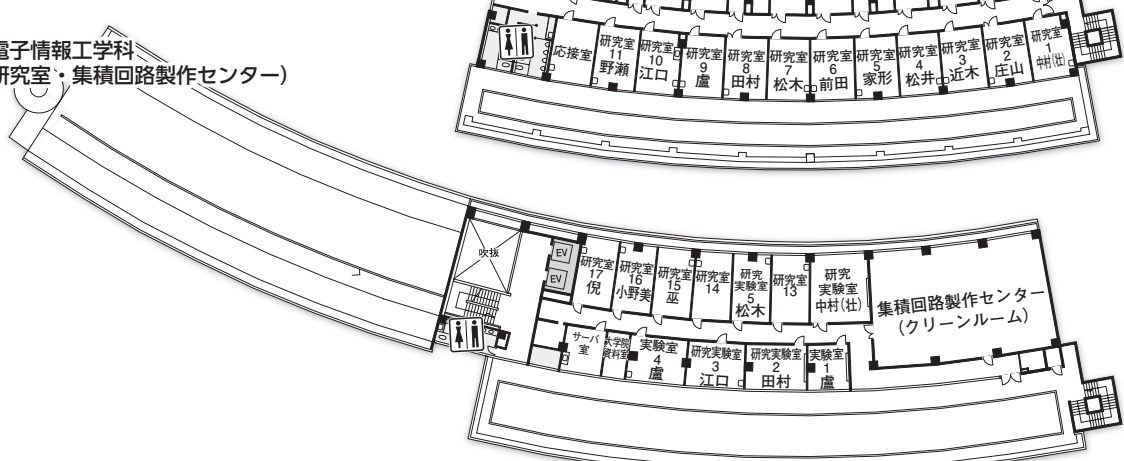 電子情報工学科
研究室・集積回路製作センター)
応接室
研究室
11
野瀬
研究室
10
江口
研究室
9
盧
研究室
8
田村
研究室
7
松木
研究室
6
前田
研究室
5
家形
研究室
4
松井
研究室
3
近木
研究室
2
庄山
研究室
1
中村(壮)
吹抜
EV
EV
研究室
17
倪
研究室
16
小野美
研究室
15
巫
研究室
14
研究
実験室
5
松木
研究室
13
研究
実験室
中村(壮)
集積回路製作センター
(クリーンルーム)
サーバ
室
大学院
資料室
実験室
4
盧
研究実験室
3
江口
研究実験室
2
田村
実験室
1
盧